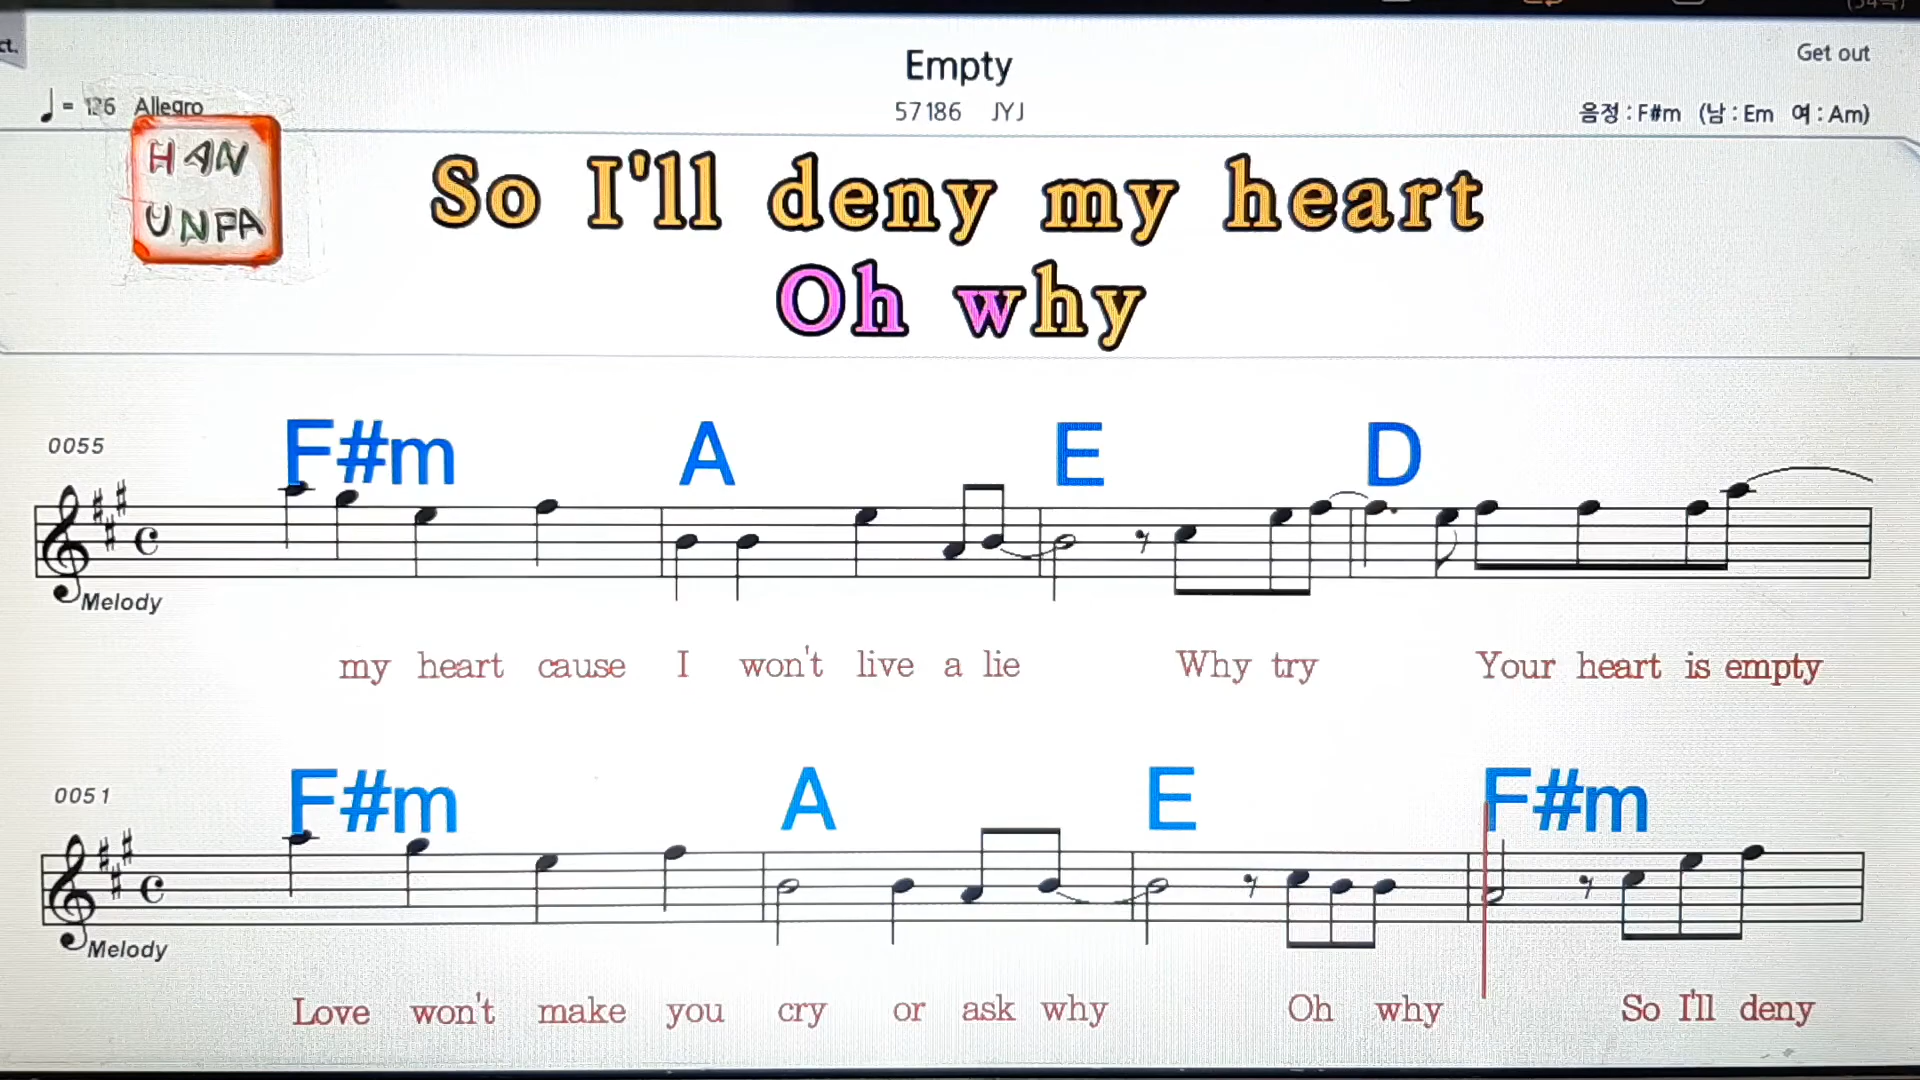 ct.
Empty
Get out
= 126 Allegro
57186 JYJ
음정 : F#m (남 : Em 여 : Am)
HAN
UNFA
So I'll deny my heart
Oh why
0055
F#m A E D
Melody
my heart cause I won't live a lie Why try Your heart is empty
0051
F#m A E F#m
Melody
Love won't make you cry or ask why Oh why So I'll deny